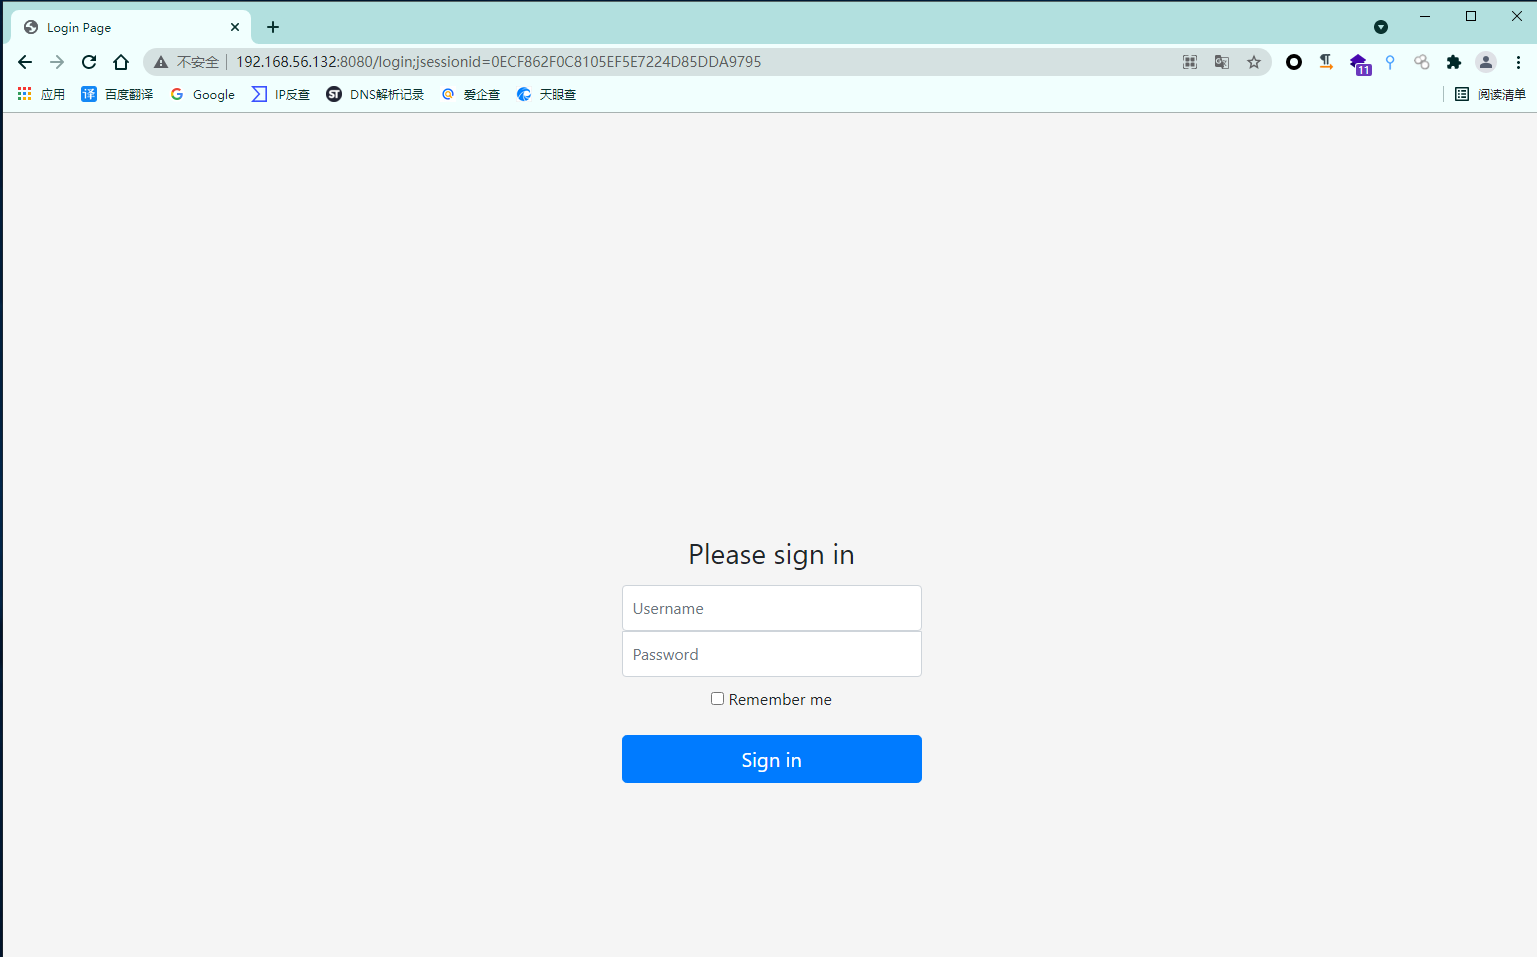 Login Page
不安全 192.168.56.132:8080/login;jsessionid=0ECF862F0C8105EF5E7224D85DDA9795
11
应用 译 百度翻译 Google IP反查 ST DNS解析记录 爱企查 天眼查 阅读清单
Please sign in
Username
Password
Remember me
Sign in